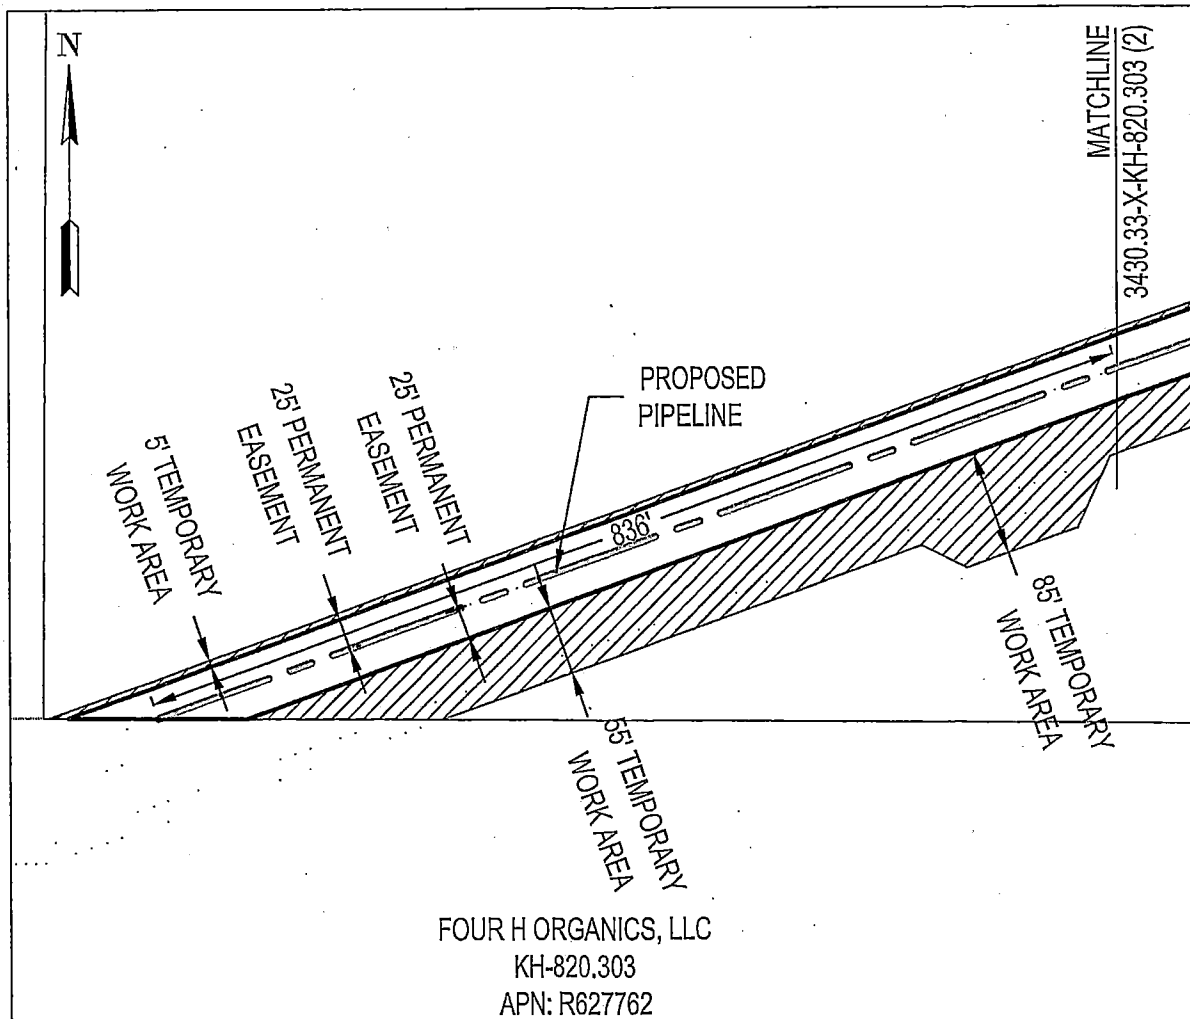 N
MATCHLINE
3430.33-X-KH-820.303 (2)
PROPOSED
PIPELINE
25' PERMANENT
EASEMENT
25' PERMANENT
EASEMENT
5' TEMPORARY
WORK AREA
836'
85' TEMPORARY
WORK AREA
55' TEMPORARY
WORK AREA
FOUR H ORGANICS, LLC
KH-820.303
APN: R627762